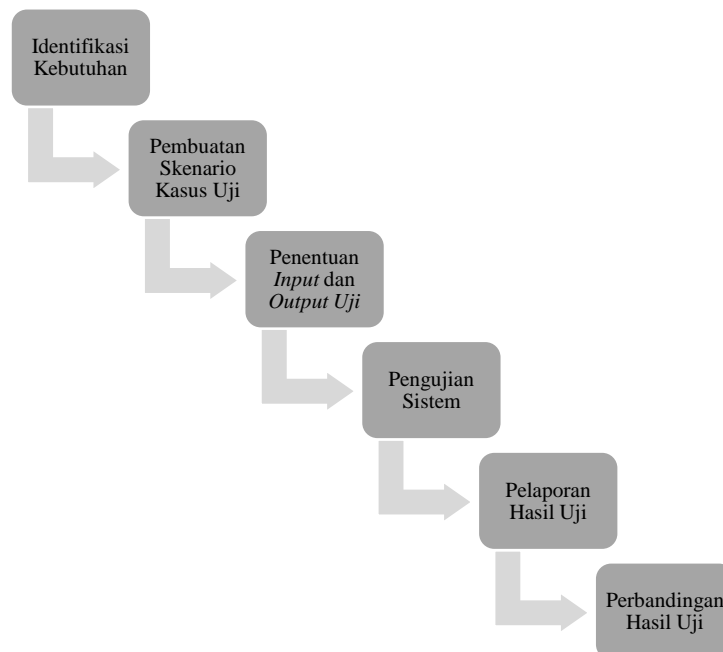 Identifikasi
Kebutuhan
Pembuatan
Skenario
Kasus Uji
Penentuan
Input dan
Output Uji
Pengujian
Sistem
Pelaporan
Hasil Uji
Perbandingan
Hasil Uji